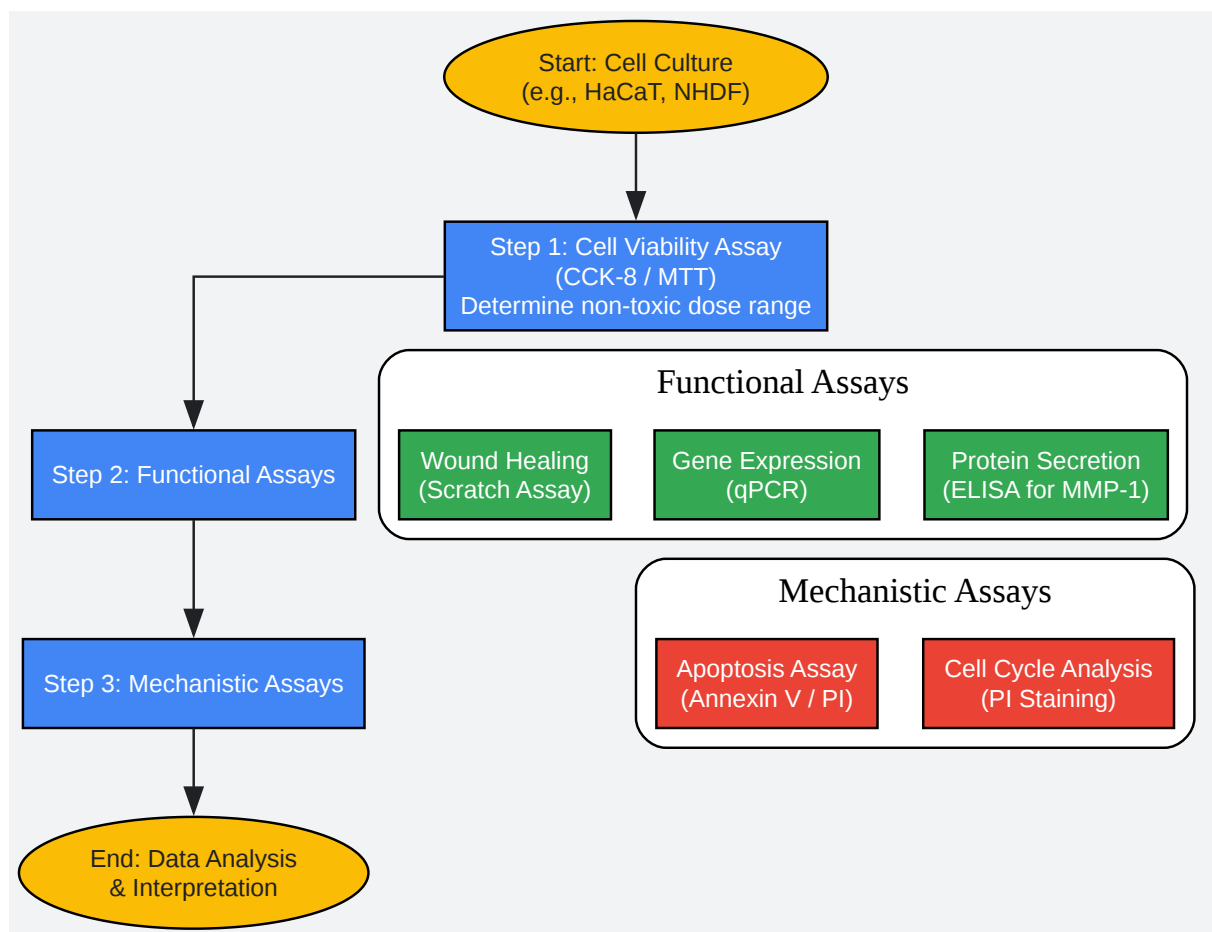 Start: Cell Culture
(e.g., HaCaT, NHDF)
Step 1: Cell Viability Assay
(CCK-8 / MTT)
Determine non-toxic dose range
Functional Assays
Step 2: Functional Assays
Wound Healing
(Scratch Assay)
Gene Expression
(qPCR)
Protein Secretion
(ELISA for MMP-1)
Mechanistic Assays
Step 3: Mechanistic Assays
Apoptosis Assay
(Annexin V / PI)
Cell Cycle Analysis
(PI Staining)
End: Data Analysis
& Interpretation